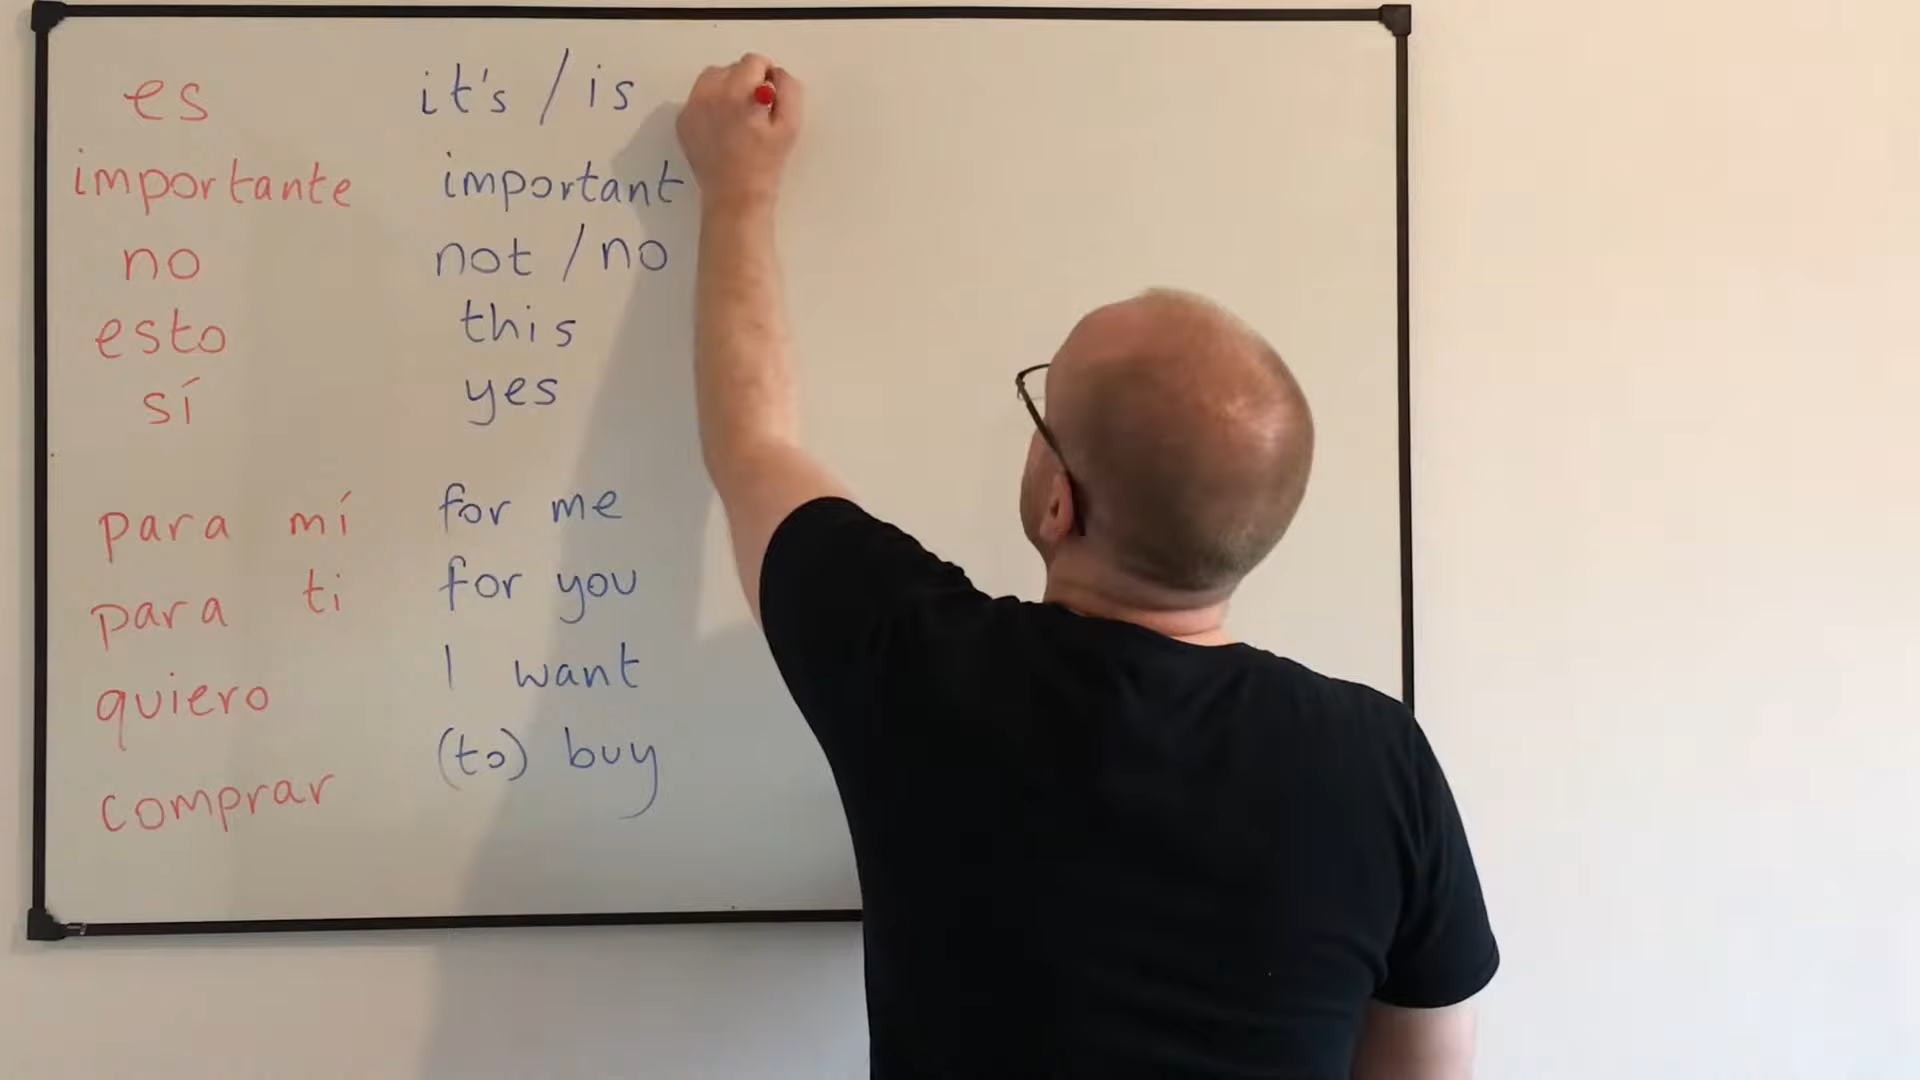 es it's / is
importante important
no not / no
esto this
sí yes
para mí for me
para ti for you
quiero I want
comprar (to) buy